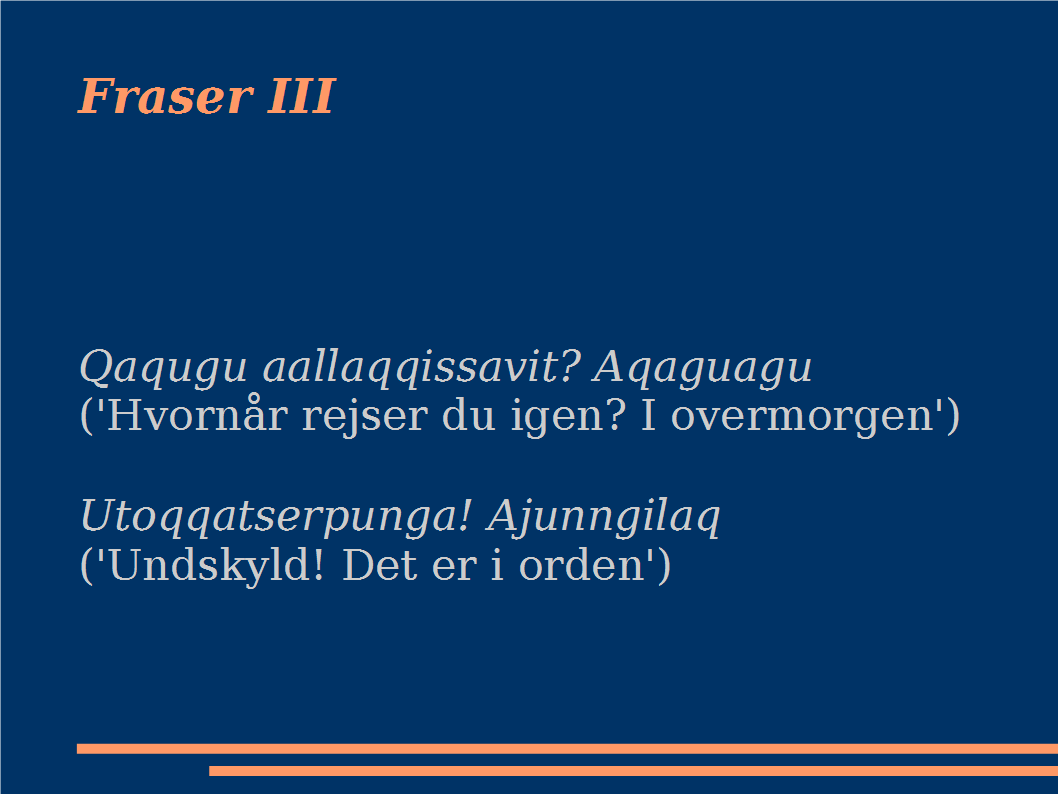 Fraser III
Qaqugu aallaqqissavit? Aqaguagu
('Hvornår rejser du igen? I overmorgen')
Utoqqatserpunga! Ajunngilaq
('Undskyld! Det er i orden')